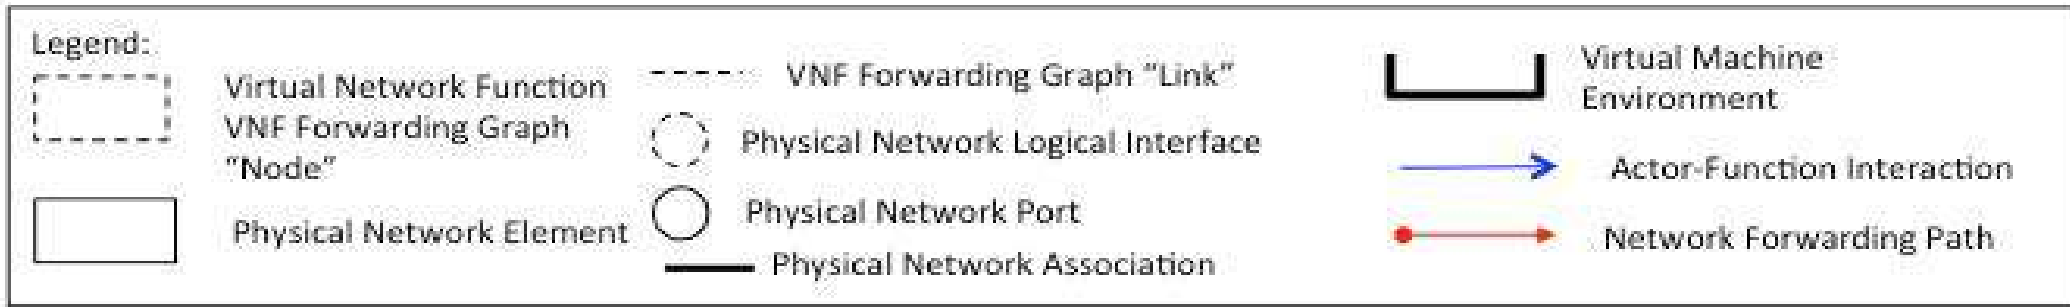 Legend:
Virtual Network Function
VNF Forwarding Graph
“Node”
Physical Network Element
VNF Forwarding Graph “Link”
Physical Network Logical Interface
Physical Network Port
Physical Network Association
Virtual Machine
Environment
Actor-Function Interaction
Network Forwarding Path